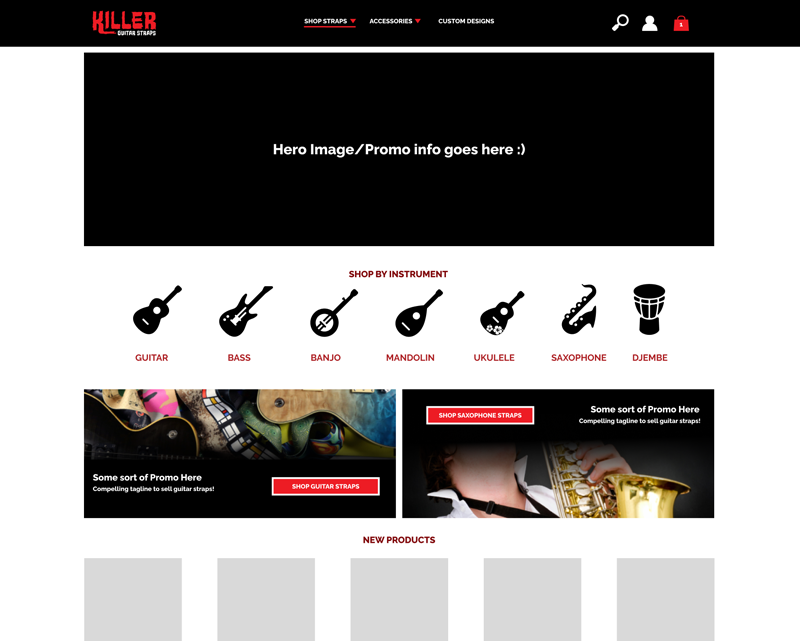 KILLER
GUITAR STRAPS
SHOP STRAPS
ACCESSORIES
CUSTOM DESIGNS
1
Hero Image/Promo info goes here :)
SHOP BY INSTRUMENT
GUITAR
BASS
BANJO
MANDOLIN
UKULELE
SAXOPHONE
DJEMBE
Some sort of Promo Here
Compelling tagline to sell guitar straps!
SHOP GUITAR STRAPS
SHOP SAXOPHONE STRAPS
Some sort of Promo Here
Compelling tagline to sell guitar straps!
NEW PRODUCTS